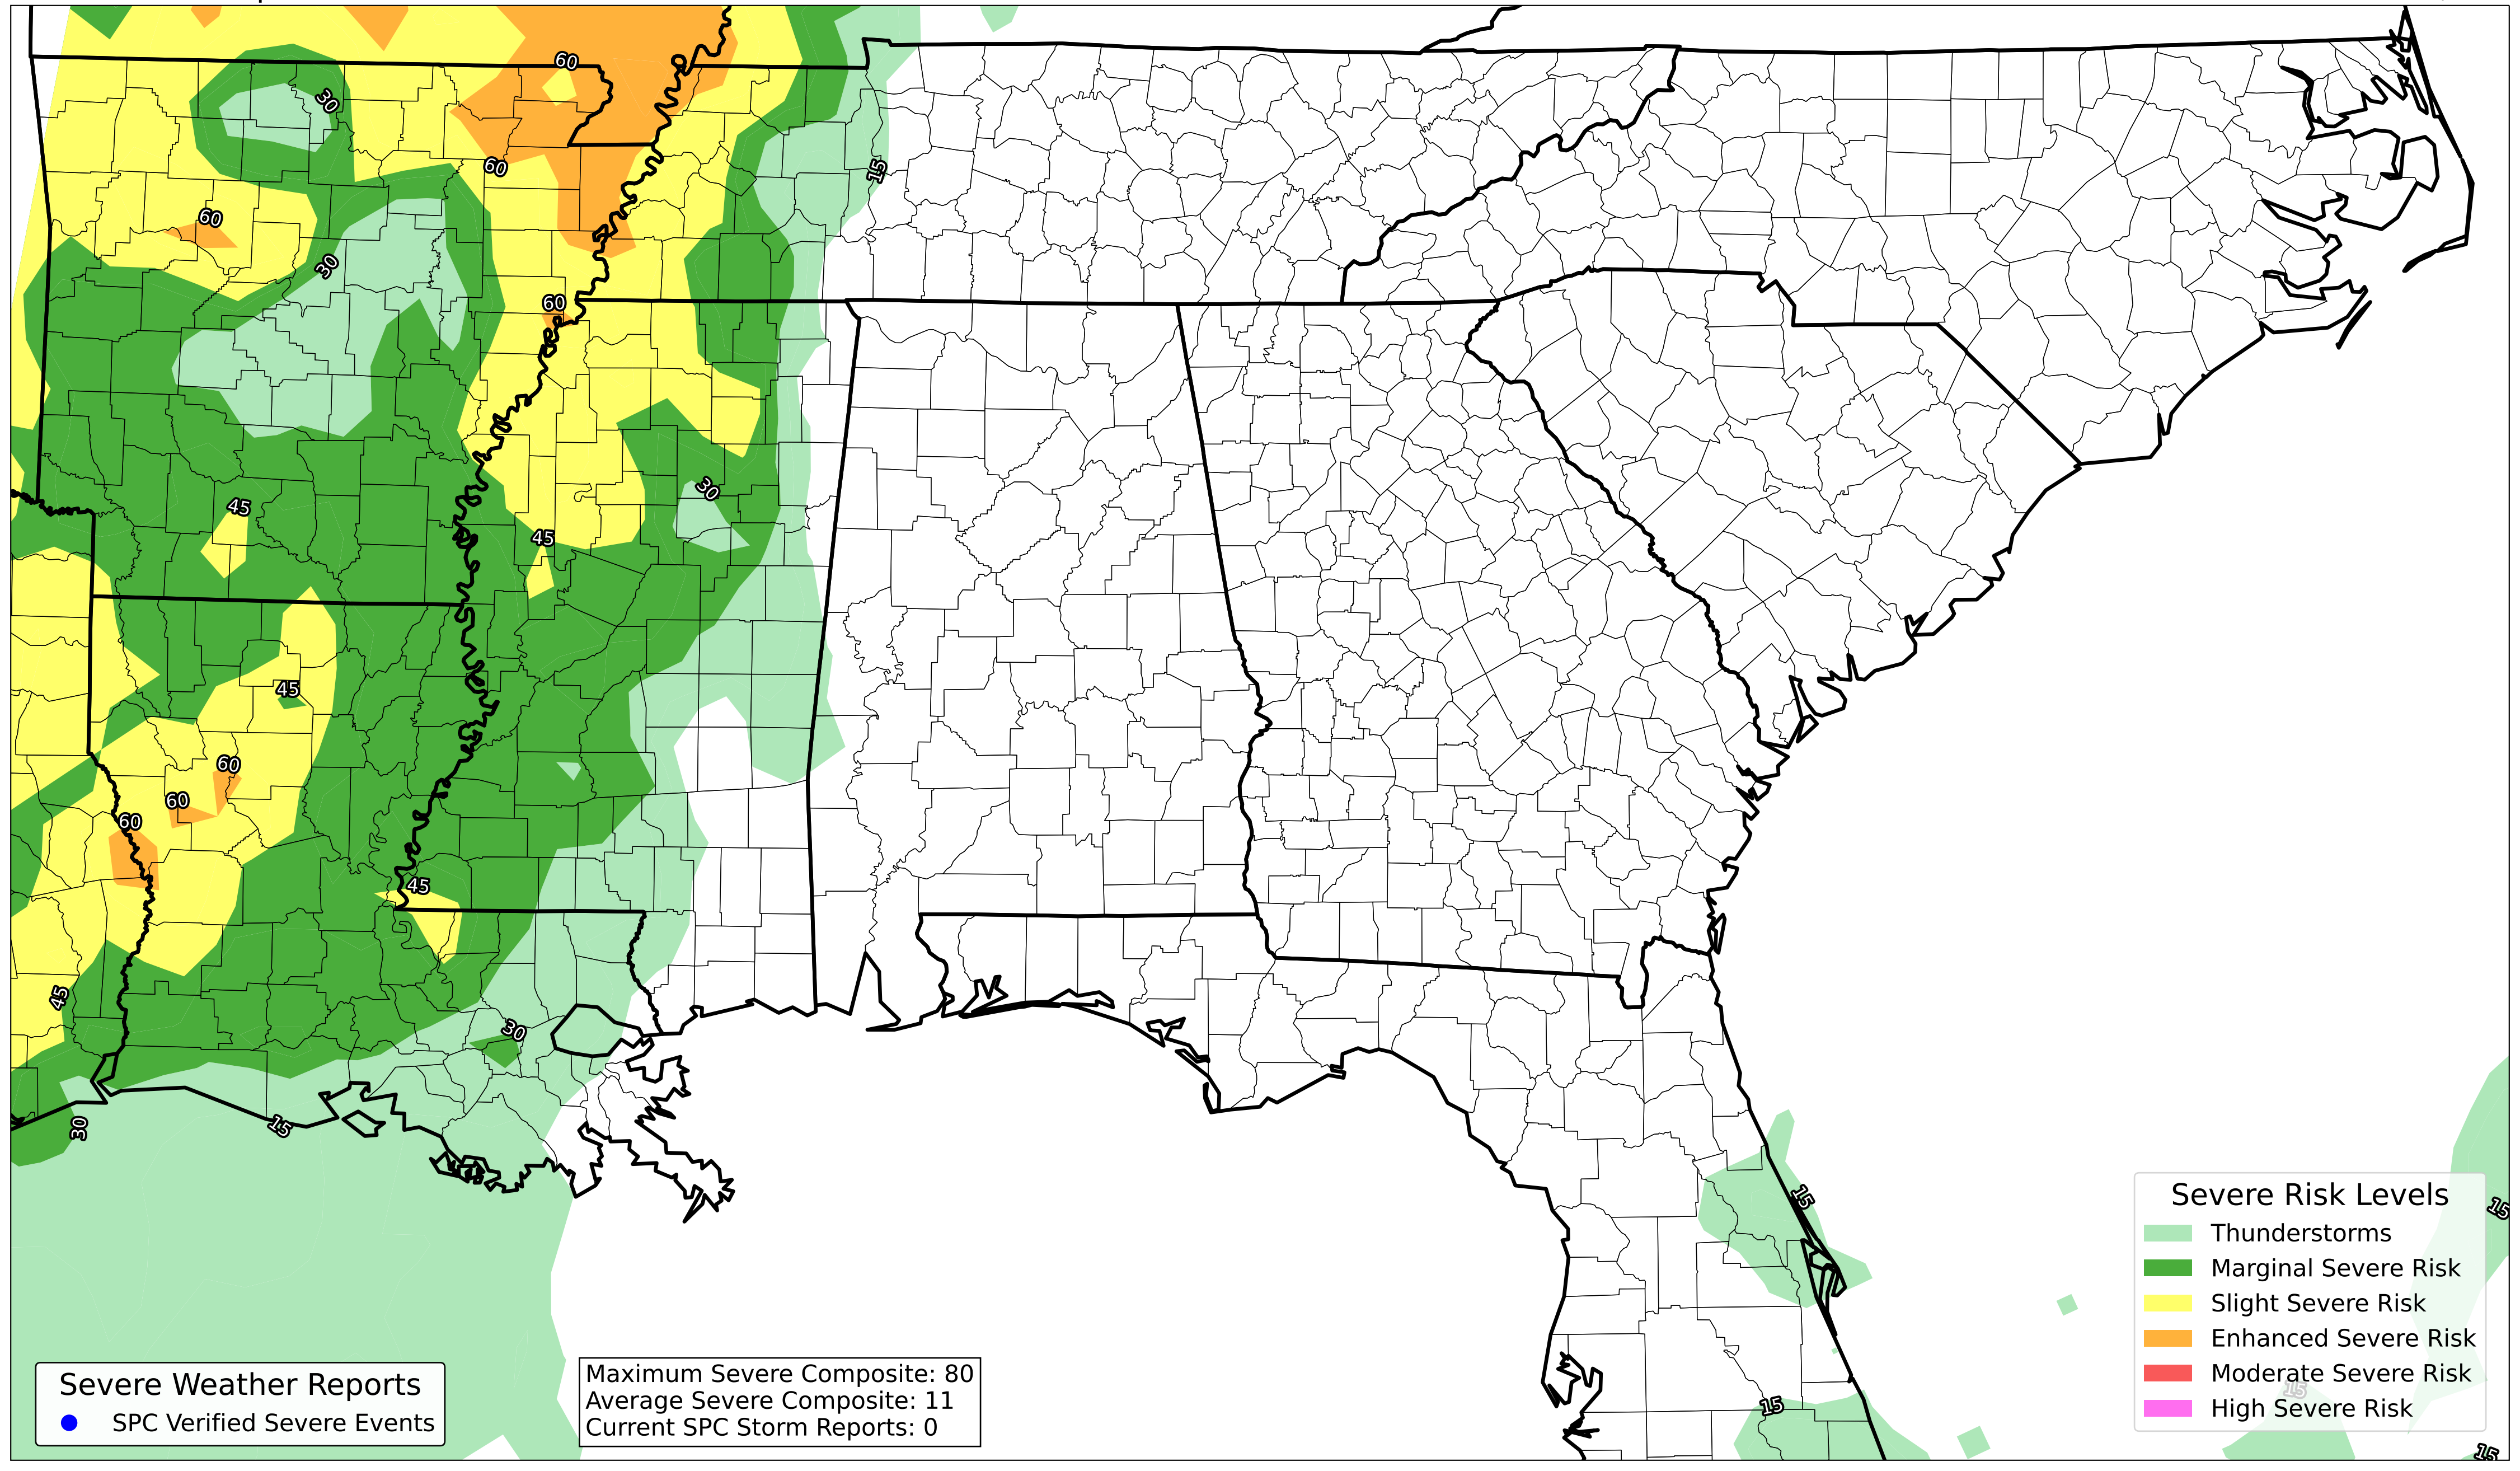 60
30
60
15
60
30
60
45
30
45
45
60
60
60
45
45
30
30
15
15
15
15
15
15
Severe Risk Levels
Thunderstorms
Marginal Severe Risk
Slight Severe Risk
Enhanced Severe Risk
Moderate Severe Risk
High Severe Risk
Severe Weather Reports
SPC Verified Severe Events
Maximum Severe Composite: 80
Average Severe Composite: 11
Current SPC Storm Reports: 0